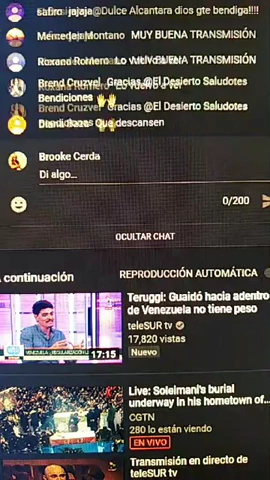 safiro jajaja@Dulce Alcantara dios gte bendiga!!!!
Mercedes Montano MUY BUENA TRANSMISIÓN
Roxana Romero Lo vuelvo a ver
Brend Cruzvel Gracias @El Desierto Saludotes
Bendiciones 🙌
Que descansen
Brooke Cerda
Di algo...
0/200
OCULTAR CHAT
continuación
REPRODUCCIÓN AUTOMÁTICA
Teruggi: Guaidó hacia adentro
de Venezuela no tiene peso
teleSUR tv
17,820 vistas
Nuevo
17:15
Live: Soleimani's burial
underway in his hometown of...
CGTN
280 lo están viendo
EN VIVO
Transmisión en directo de
teleSUR tv